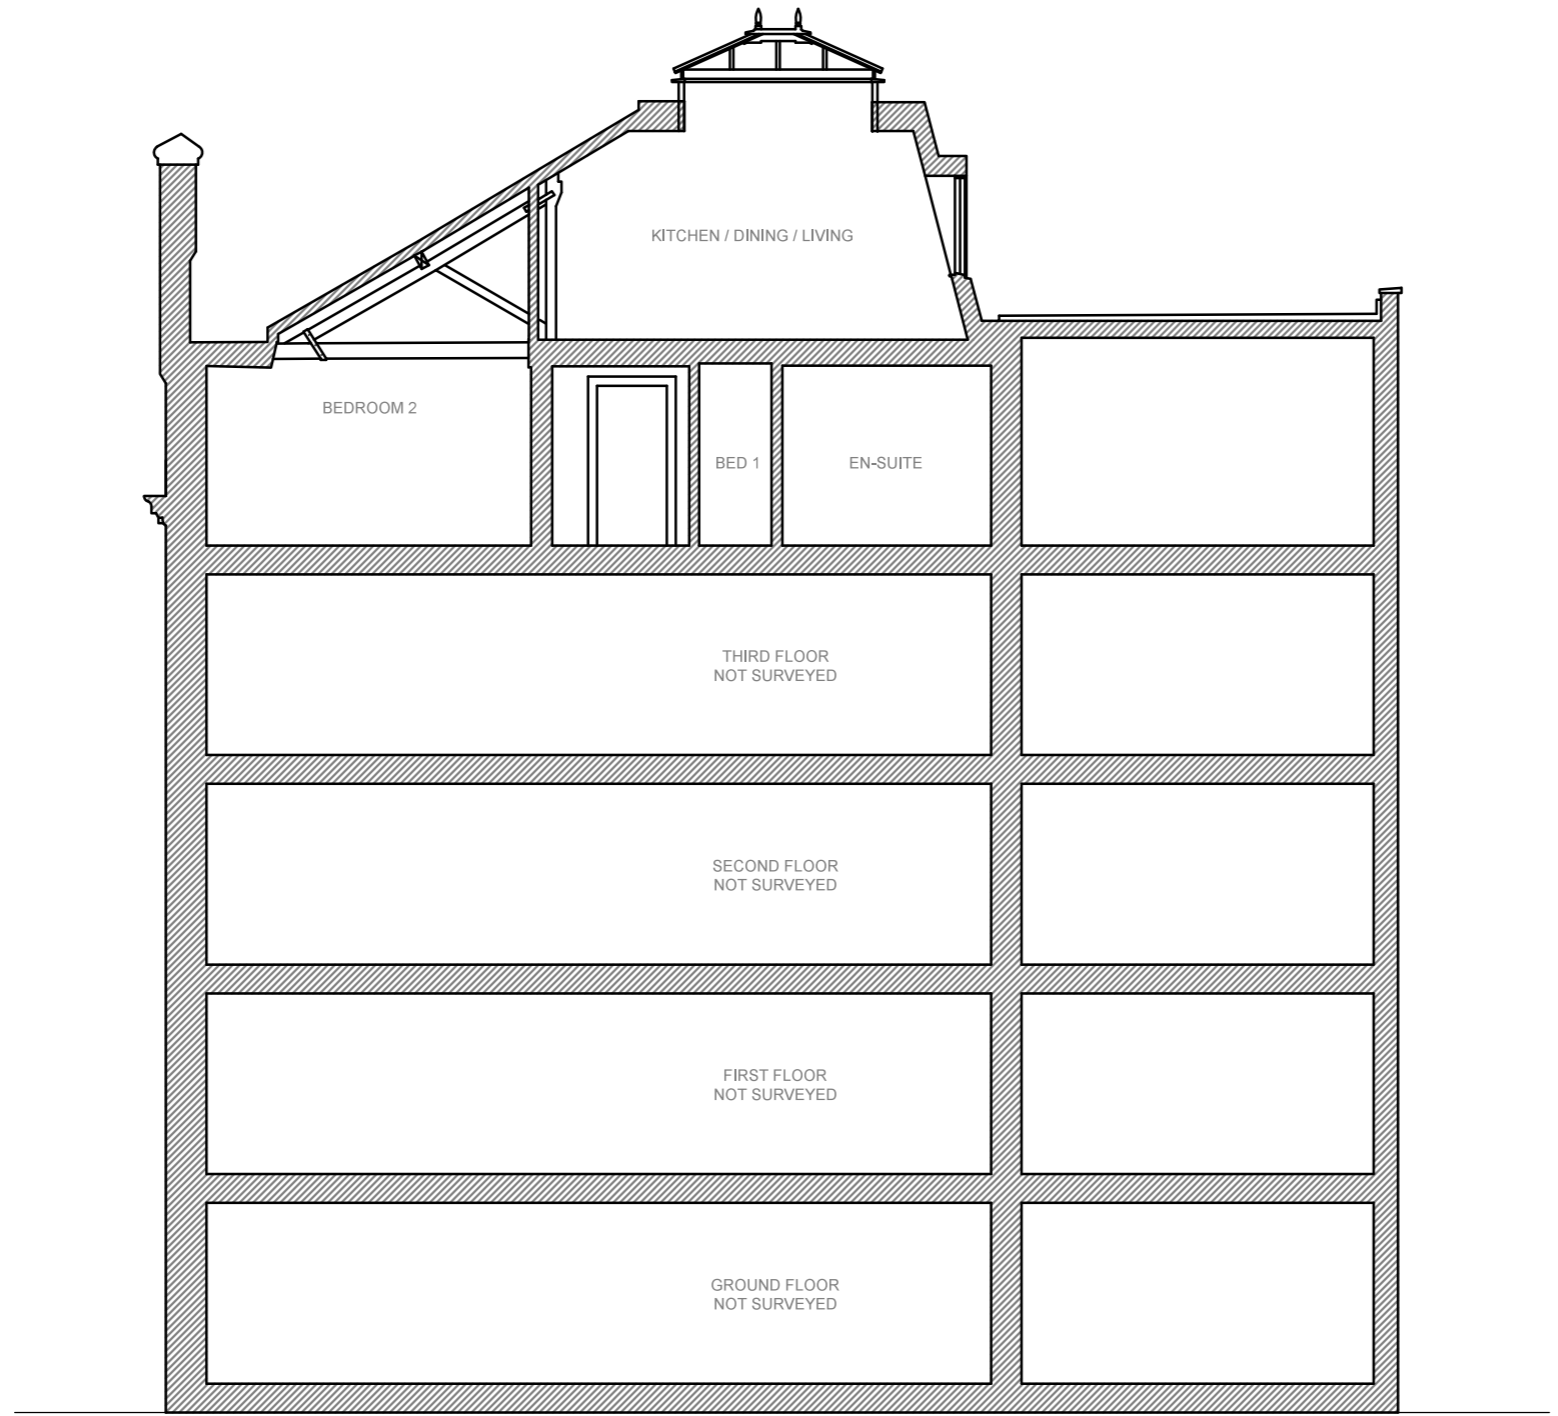 KITCHEN / DINING / LIVING
BEDROOM 2
BED 1
EN-SUITE
THIRD FLOOR
NOT SURVEYED
SECOND FLOOR
NOT SURVEYED
FIRST FLOOR
NOT SURVEYED
GROUND FLOOR
NOT SURVEYED